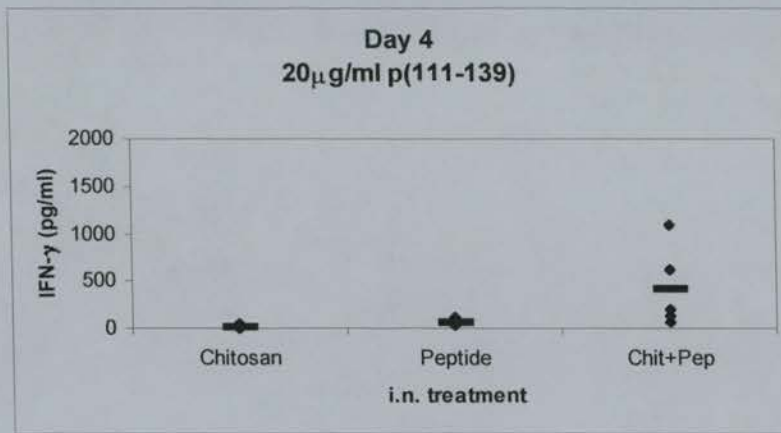 Day 4
20µg/ml p(111-139)
2000
1500
1000
500
0
IFN-γ (pg/ml)
Chitosan Peptide Chit+Pep
i.n. treatment